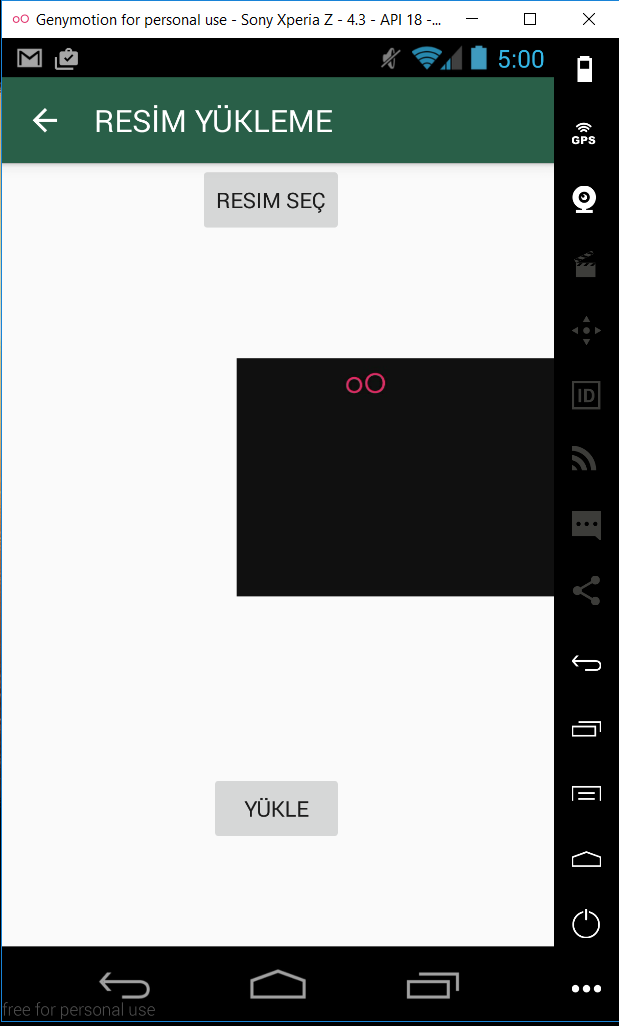 Genymotion for personal use - Sony Xperia Z - 4.3 - API 18 -...
5:00
GPS
RESİM YÜKLEME
RESIM SEÇ
oO
ID
YÜKLE
free for personal use